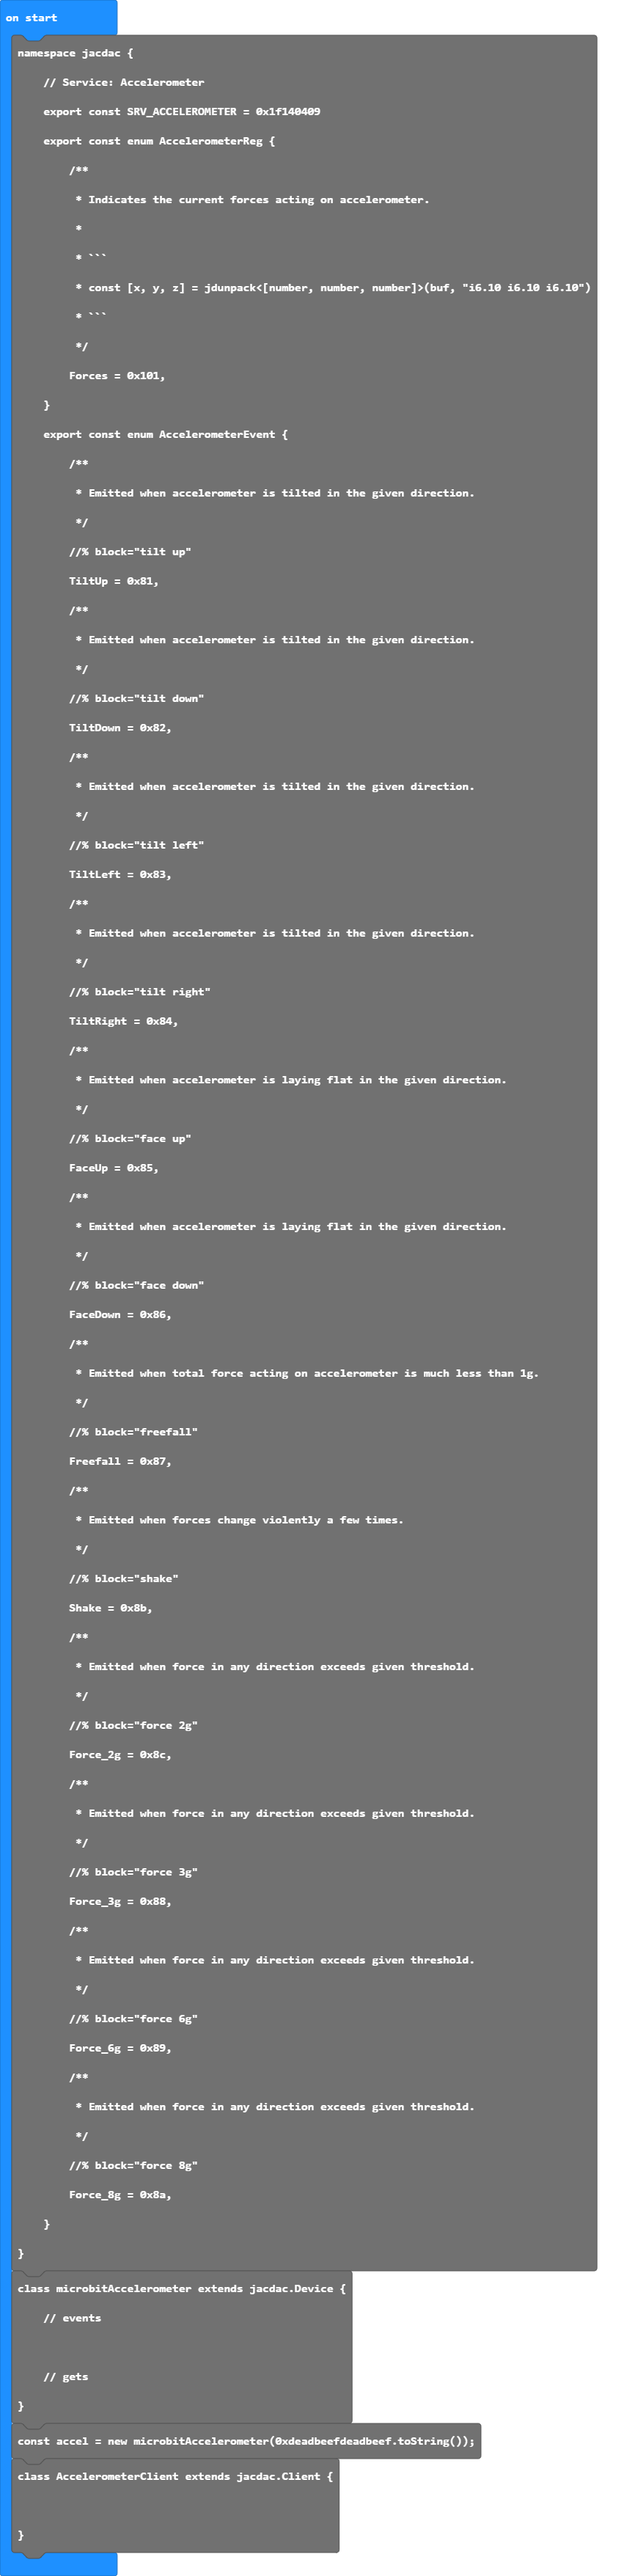 on start
namespace jacdac {
// Service: Accelerometer
export const SRV_ACCELEROMETER = 0x1f140409
export const enum AccelerometerReg {
/**
* Indicates the current forces acting on accelerometer.
*
* ```
* const [x, y, z] = jdunpack<[number, number, number]>(buf, "i6.10 i6.10 i6.10")
* ```
*/
Forces = 0x101,
}
export const enum AccelerometerEvent {
/**
* Emitted when accelerometer is tilted in the given direction.
*/
//% block="tilt up"
TiltUp = 0x81,
/**
* Emitted when accelerometer is tilted in the given direction.
*/
//% block="tilt down"
TiltDown = 0x82,
/**
* Emitted when accelerometer is tilted in the given direction.
*/
//% block="tilt left"
TiltLeft = 0x83,
/**
* Emitted when accelerometer is tilted in the given direction.
*/
//% block="tilt right"
TiltRight = 0x84,
/**
* Emitted when accelerometer is laying flat in the given direction.
*/
//% block="face up"
FaceUp = 0x85,
/**
* Emitted when accelerometer is laying flat in the given direction.
*/
//% block="face down"
FaceDown = 0x86,
/**
* Emitted when total force acting on accelerometer is much less than 1g.
*/
//% block="freefall"
Freefall = 0x87,
/**
* Emitted when forces change violently a few times.
*/
//% block="shake"
Shake = 0x8b,
/**
* Emitted when force in any direction exceeds given threshold.
*/
//% block="force 2g"
Force_2g = 0x8c,
/**
* Emitted when force in any direction exceeds given threshold.
*/
//% block="force 3g"
Force_3g = 0x88,
/**
* Emitted when force in any direction exceeds given threshold.
*/
//% block="force 6g"
Force_6g = 0x89,
/**
* Emitted when force in any direction exceeds given threshold.
*/
//% block="force 8g"
Force_8g = 0x8a,
}
}
class microbitAccelerometer extends jacdac.Device {
// events
// gets
}
const accel = new microbitAccelerometer(0xdeadbeefdeadbeef.toString());
class AccelerometerClient extends jacdac.Client {
}